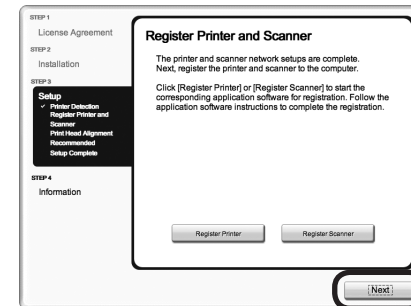 STEP 1
License Agreement
STEP 2
Installation
STEP 3
Setup
✓ Printer Detection
Register Printer and
Scanner
Print Head Alignment
Recommended
Setup Complete
STEP 4
Information
Register Printer and Scanner
The printer and scanner network setups are complete.
Next, register the printer and scanner to the computer.
Click [Register Printer] or [Register Scanner] to start the
corresponding application software for registration. Follow the
application software instructions to complete the registration.
Register Printer
Register Scanner
Next